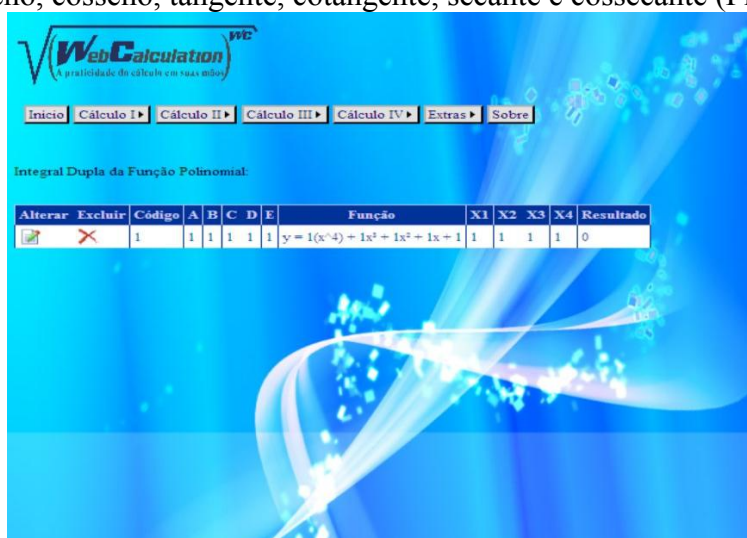 cosseno, tangente, cotangente, secante e cossecante
WebCalculation WC
A praticidade do cálculo em suas mãos
Inicio Cálculo I Cálculo II Cálculo III Cálculo IV Extras Sobre
Integral Dupla da Função Polinomial:
Alterar Excluir Código A B C D E Função X1 X2 X3 X4 Resultado
1 1 1 1 1 1 y = 1(x^4) + 1x² + 1x² + 1x + 1 1 1 1 1 0